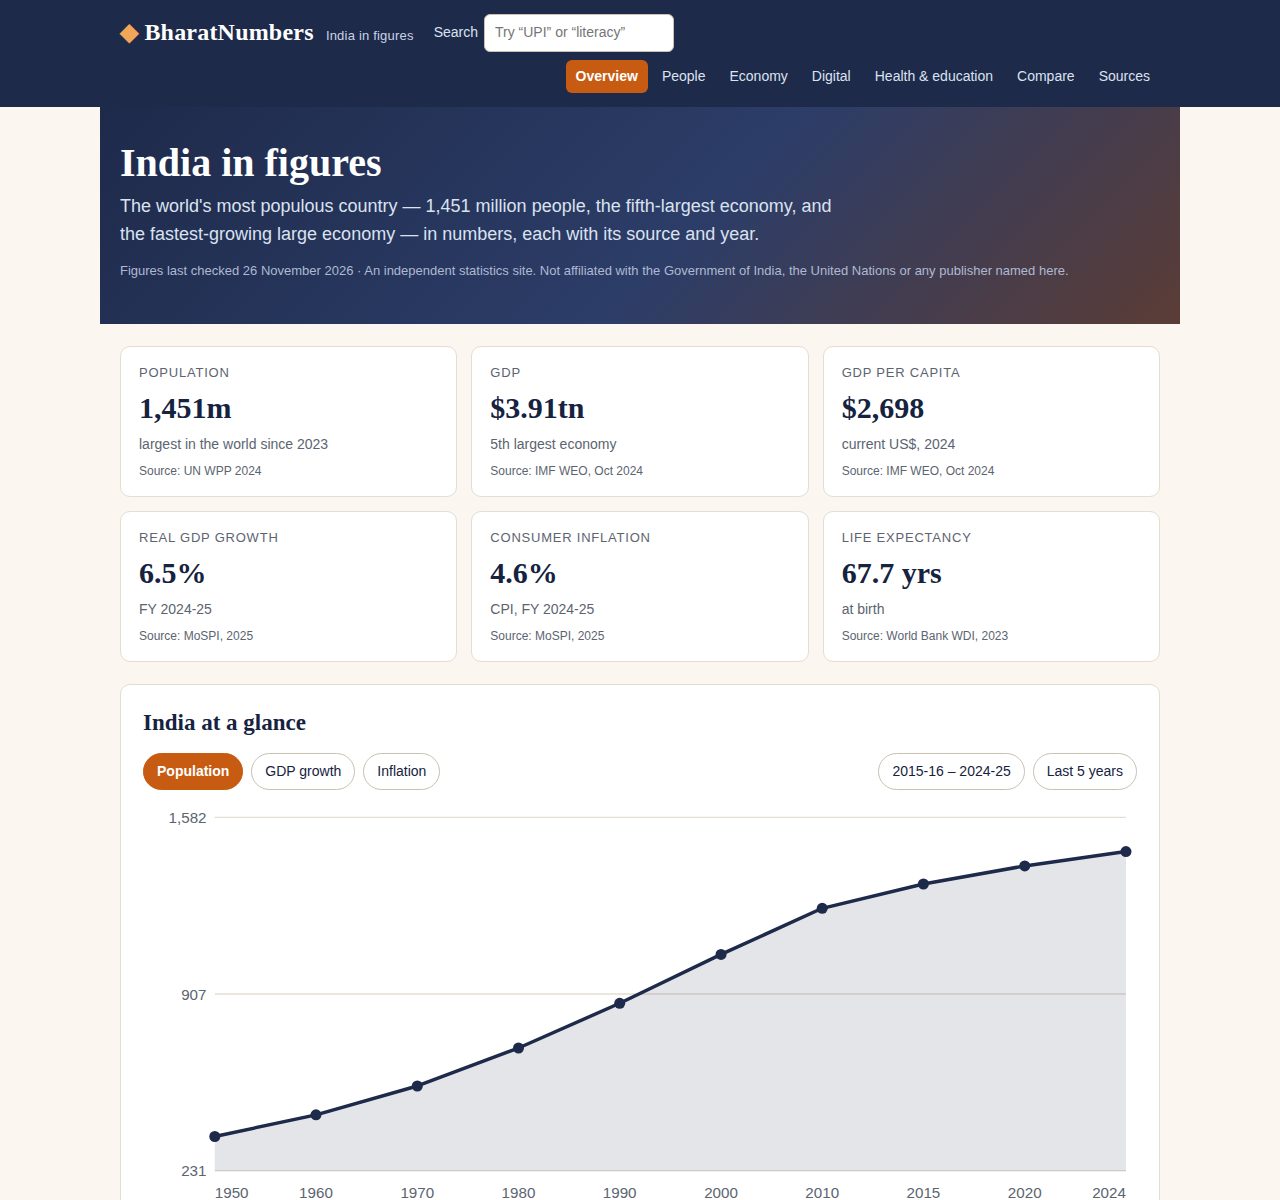 ◆ BharatNumbers India in figures Search Try “UPI” or “literacy”
Overview People Economy Digital Health & education Compare Sources
India in figures
The world's most populous country — 1,451 million people, the fifth-largest economy, and
the fastest-growing large economy — in numbers, each with its source and year.
Figures last checked 26 November 2026 · An independent statistics site. Not affiliated with the Government of India, the United Nations or any publisher named here.
POPULATION
1,451m
largest in the world since 2023
Source: UN WPP 2024
GDP
$3.91tn
5th largest economy
Source: IMF WEO, Oct 2024
GDP PER CAPITA
$2,698
current US$, 2024
Source: IMF WEO, Oct 2024
REAL GDP GROWTH
6.5%
FY 2024-25
Source: MoSPI, 2025
CONSUMER INFLATION
4.6%
CPI, FY 2024-25
Source: MoSPI, 2025
LIFE EXPECTANCY
67.7 yrs
at birth
Source: World Bank WDI, 2023
India at a glance
Population GDP growth Inflation 2015-16 – 2024-25 Last 5 years
1,582
907
231
1950 1960 1970 1980 1990 2000 2010 2015 2020 2024